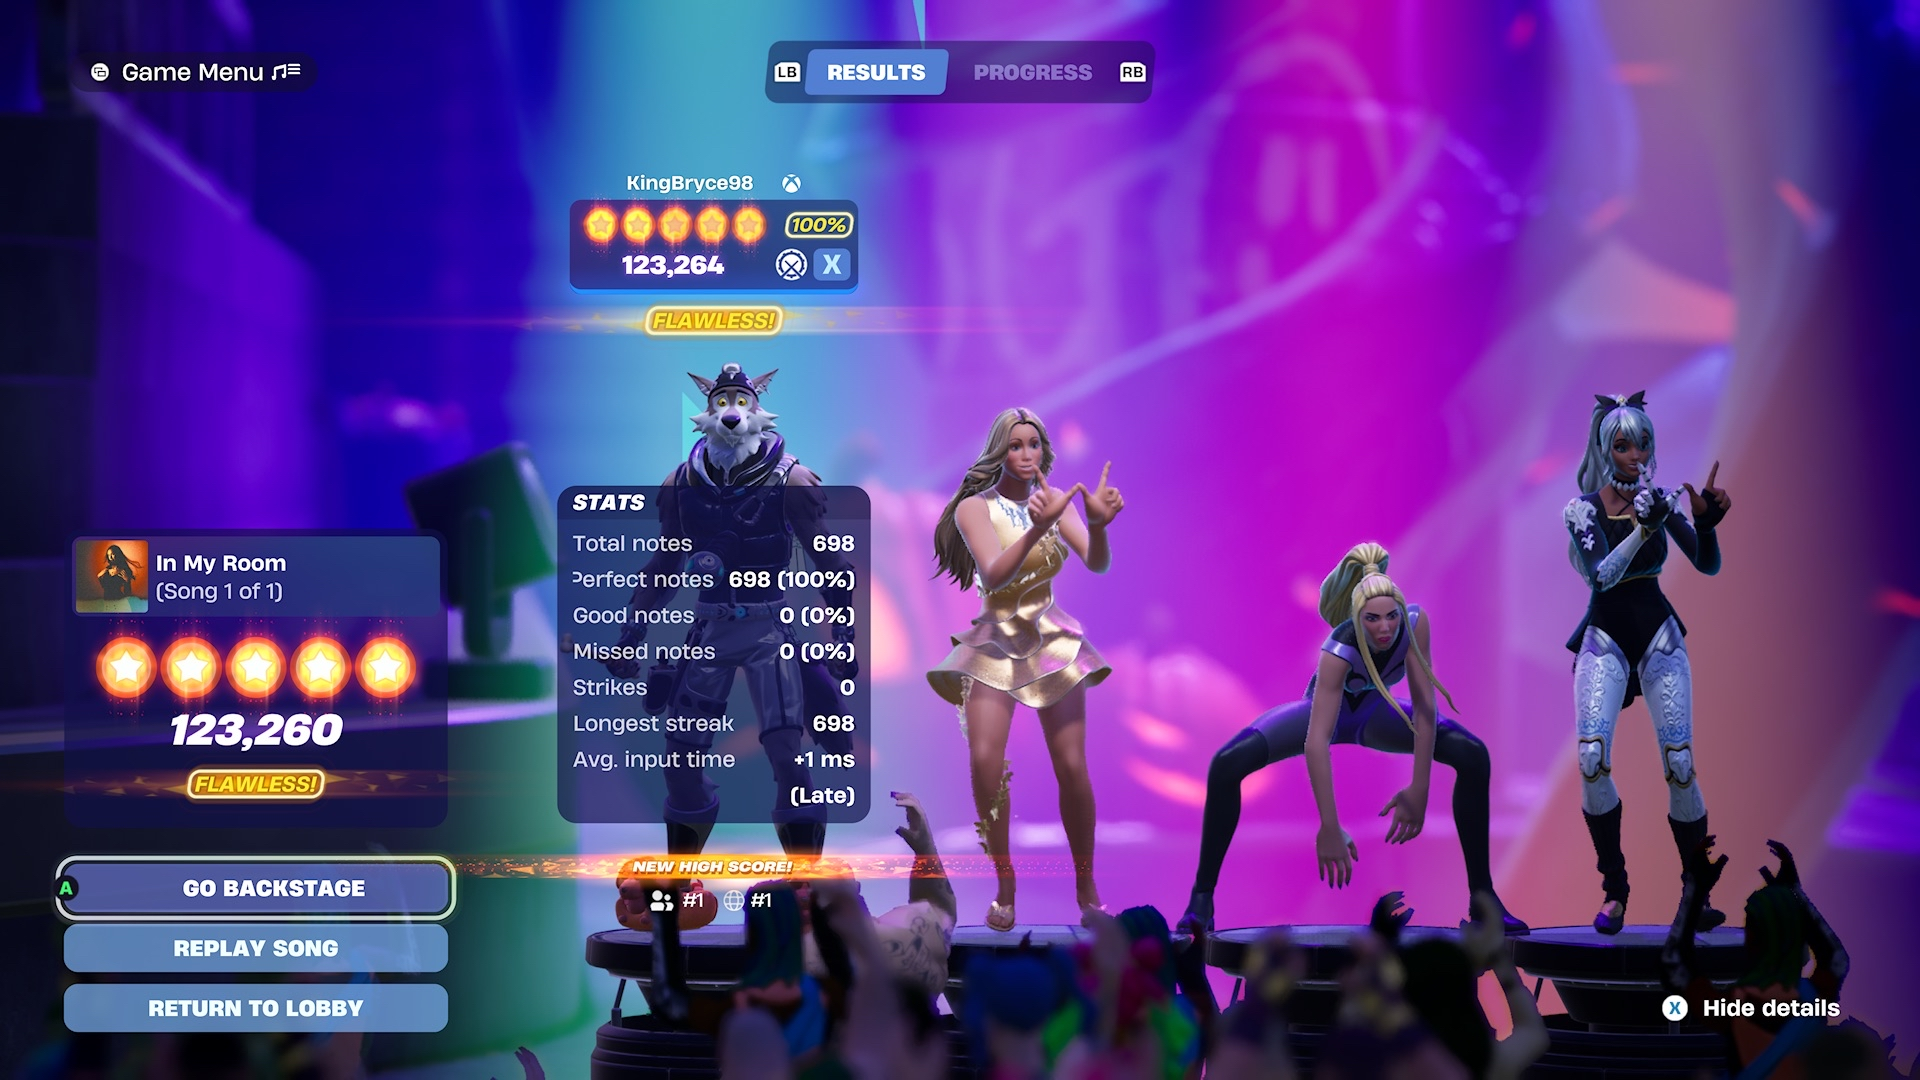 Game Menu
LB RESULTS PROGRESS RB
KingBryce98
100%
123,264 X
FLAWLESS!
STATS
Total notes 698
Perfect notes 698 (100%)
Good notes 0 (0%)
Missed notes 0 (0%)
Strikes 0
Longest streak 698
Avg. input time +1 ms
(Late)
NEW HIGH SCORE!
#1 #1
In My Room
(Song 1 of 1)
123,260
FLAWLESS!
A GO BACKSTAGE
REPLAY SONG
RETURN TO LOBBY
X Hide details